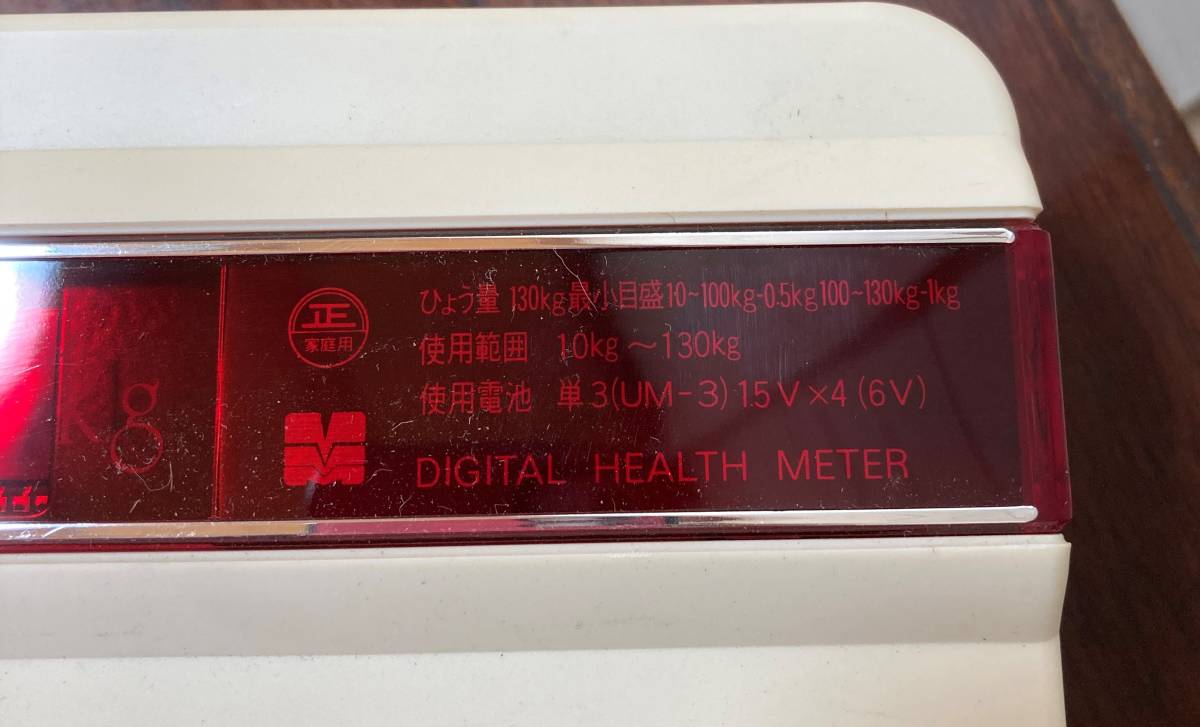 正
家庭用
ひょう量 130kg 最小目盛 10~100kg-0.5kg 100~130kg-1kg
使用範囲 10kg~130kg
使用電池 単3(UM-3) 1.5V×4 (6V)
DIGITAL HEALTH METER
kg